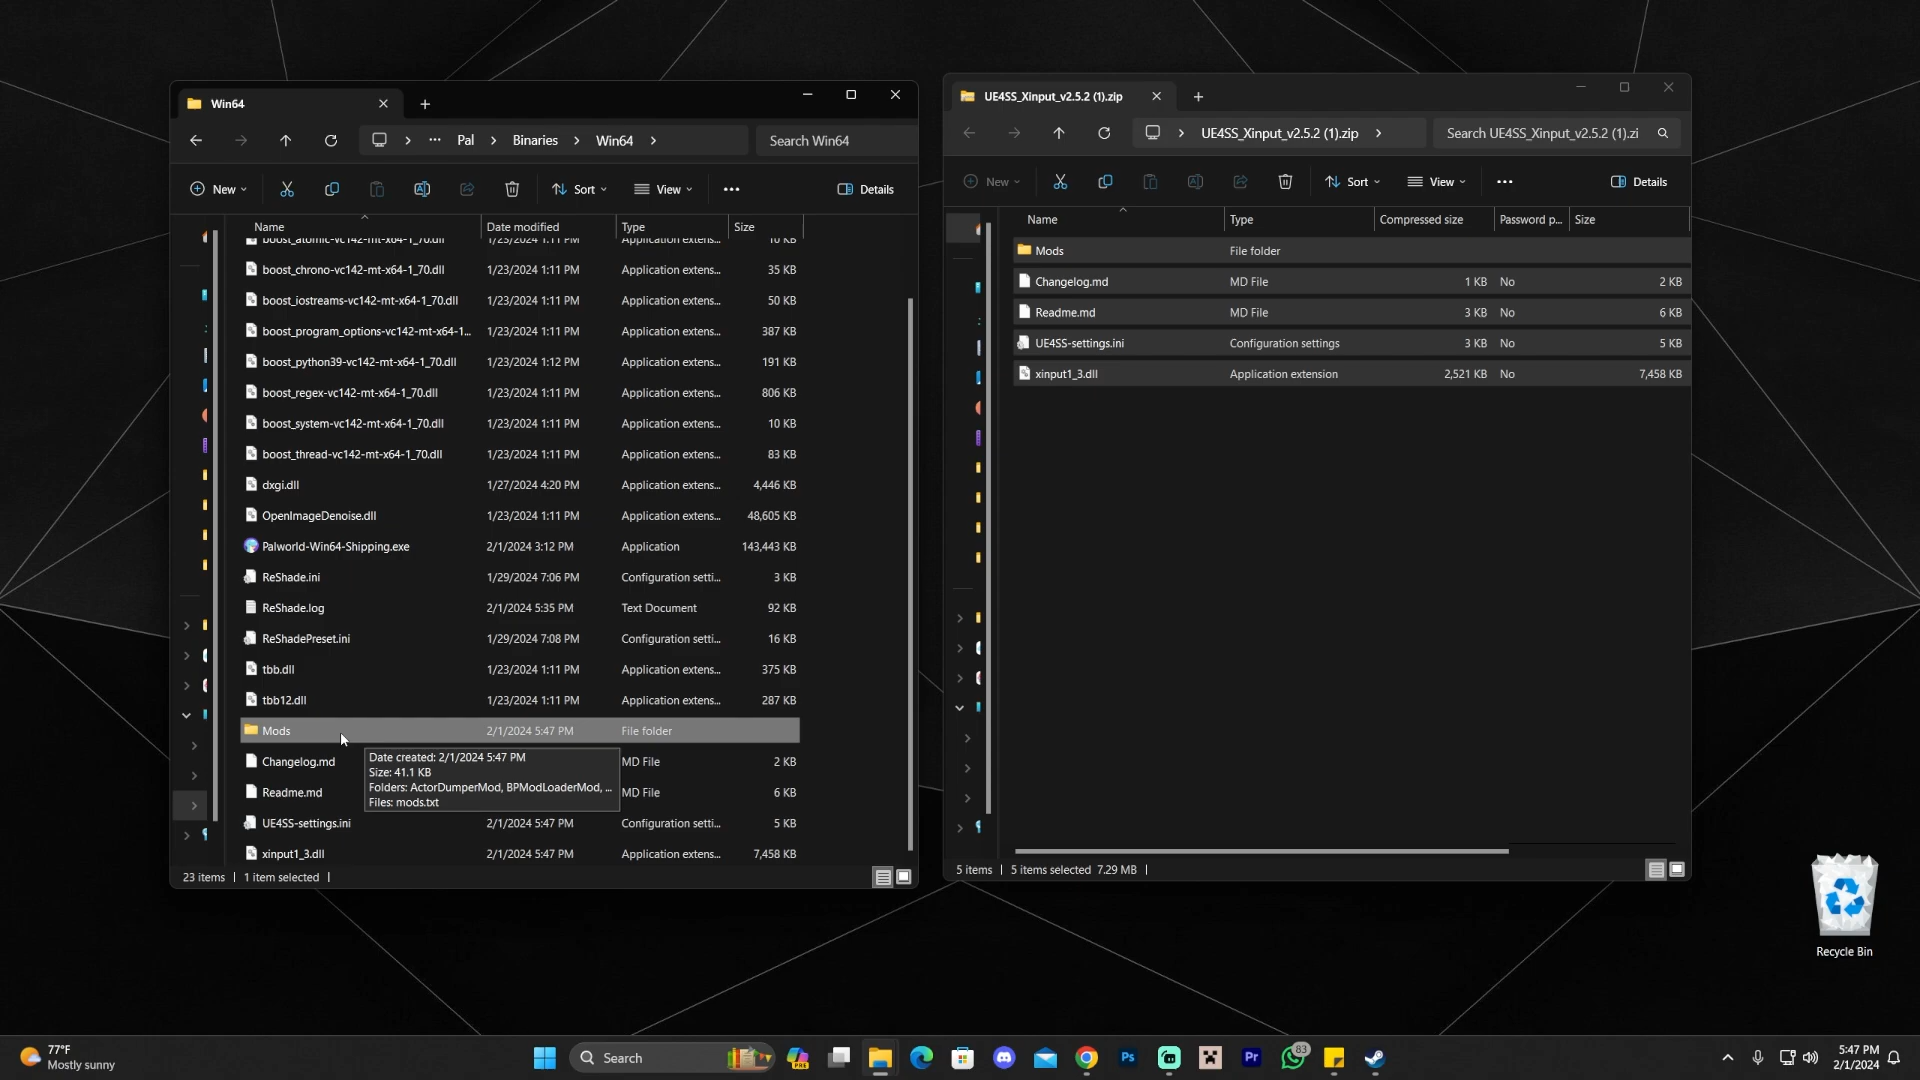 Win64
Pal
Binaries
Win64
Search Win64
New
Sort
View
Details
Name
Date modified
Type
Size
boost_atomic-vc142-mt-x64-1_70.dll 1/23/2024 1:11 PM Application extens... 10 KB
boost_chrono-vc142-mt-x64-1_70.dll 1/23/2024 1:11 PM Application extens... 35 KB
boost_iostreams-vc142-mt-x64-1_70.dll 1/23/2024 1:11 PM Application extens... 50 KB
boost_program_options-vc142-mt-x64-1... 1/23/2024 1:11 PM Application extens... 387 KB
boost_python39-vc142-mt-x64-1_70.dll 1/23/2024 1:12 PM Application extens... 191 KB
boost_regex-vc142-mt-x64-1_70.dll 1/23/2024 1:11 PM Application extens... 806 KB
boost_system-vc142-mt-x64-1_70.dll 1/23/2024 1:11 PM Application extens... 10 KB
boost_thread-vc142-mt-x64-1_70.dll 1/23/2024 1:11 PM Application extens... 83 KB
dxgi.dll 1/27/2024 4:20 PM Application extens... 4,446 KB
OpenImageDenoise.dll 1/23/2024 1:11 PM Application extens... 48,605 KB
Palworld-Win64-Shipping.exe 2/1/2024 3:12 PM Application 143,443 KB
ReShade.ini 1/29/2024 7:06 PM Configuration setti... 3 KB
ReShade.log 2/1/2024 5:35 PM Text Document 92 KB
ReShadePreset.ini 1/29/2024 7:08 PM Configuration setti... 16 KB
tbb.dll 1/23/2024 1:11 PM Application extens... 375 KB
tbb12.dll 1/23/2024 1:11 PM Application extens... 287 KB
Mods 2/1/2024 5:47 PM File folder
Changelog.md MD File 2 KB
Readme.md MD File 6 KB
Date created: 2/1/2024 5:47 PM
Size: 41.1 KB
Folders: ActorDumperMod, BPModLoaderMod, ...
Files: mods.txt
UE4SS-settings.ini 2/1/2024 5:47 PM Configuration setti... 5 KB
xinput1_3.dll 2/1/2024 5:47 PM Application extens... 7,458 KB
23 items
1 item selected
UE4SS_Xinput_v2.5.2 (1).zip
UE4SS_Xinput_v2.5.2 (1).zip
Search UE4SS_Xinput_v2.5.2 (1).zi
New
Sort
View
Details
Name
Type
Compressed size
Password p...
Size
Mods File folder
Changelog.md MD File 1 KB No 2 KB
Readme.md MD File 3 KB No 6 KB
UE4SS-settings.ini Configuration settings 3 KB No 5 KB
xinput1_3.dll Application extension 2,521 KB No 7,458 KB
5 items
5 items selected 7.29 MB
Recycle Bin
77°F
Mostly sunny
Search
PRE
Ps
Pr
83
5:47 PM
2/1/2024